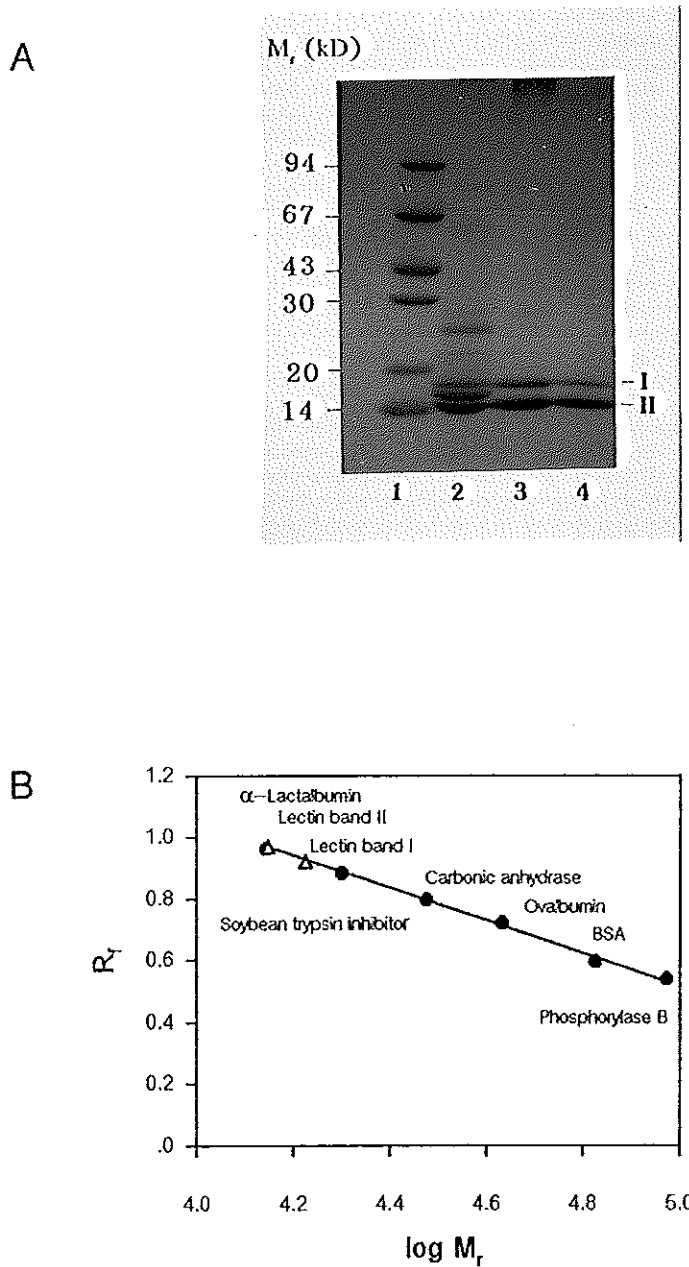 A
Mr (kD)
94
67
43
30
20
14
I
II
1 2 3 4
B
1.2
1.0
0.8
0.6
0.4
0.2
.0
Rf
α–Lactalbumin
Lectin band II
Lectin band I
Carbonic anhydrase
Ovalbumin
Soybean trypsin inhibitor
BSA
Phosphorylase B
4.0 4.2 4.4 4.6 4.8 5.0
log Mr